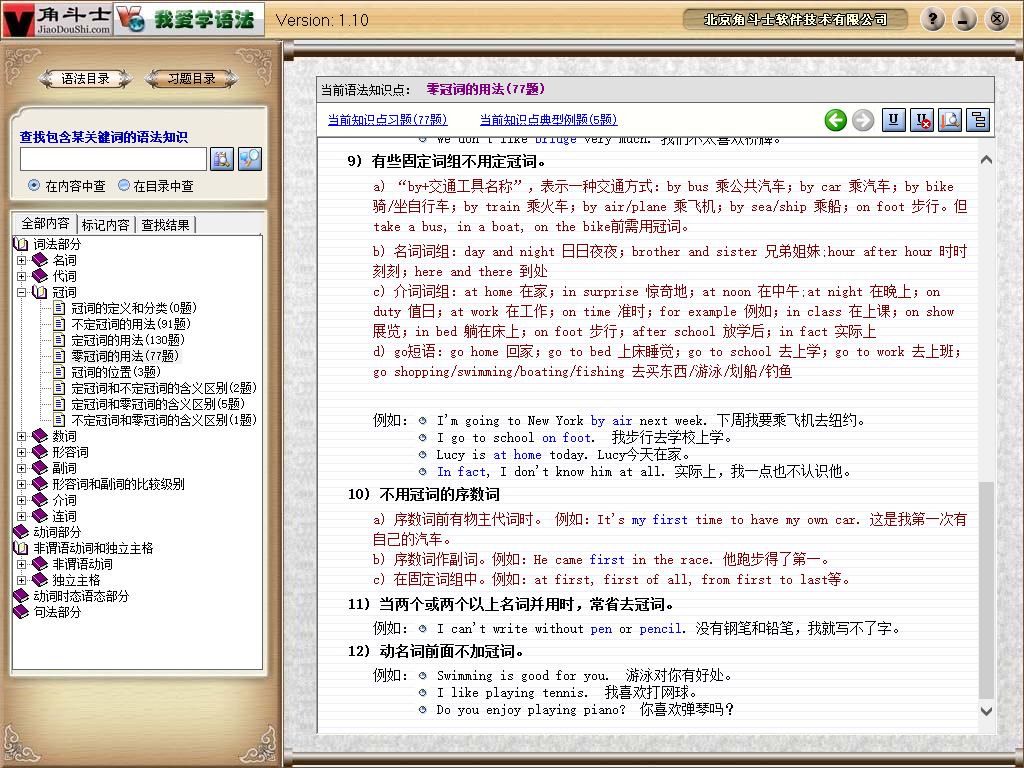 角斗士
JiaoDouShi.com
我爱学语法
Version: 1.10
北京角斗士软件技术有限公司
语法目录
习题目录
查找包含某关键词的语法知识
在内容中查
在目录中查
全部内容
标记内容
查找结果
词法部分
名词
代词
冠词
冠词的定义和分类(0题)
不定冠词的用法(91题)
定冠词的用法(130题)
零冠词的用法(77题)
冠词的位置(3题)
定冠词和不定冠词的含义区别(2题)
定冠词和零冠词的含义区别(5题)
不定冠词和零冠词的含义区别(1题)
数词
形容词
副词
形容词和副词的比较级别
介词
连词
动词部分
非谓语动词和独立主格
非谓语动词
独立主格
动词时态语态部分
句法部分
当前语法知识点： 零冠词的用法(77题)
当前知识点习题(77题)
当前知识点典型例题(5题)
We don't like bridge very much. 我们不太喜欢桥牌。
9) 有些固定词组不用定冠词。
a) “by+交通工具名称”，表示一种交通方式：by bus 乘公共汽车；by car 乘汽车；by bike
骑/坐自行车；by train 乘火车；by air/plane 乘飞机；by sea/ship 乘船；on foot 步行。但
take a bus, in a boat, on the bike前需用冠词。
b) 名词词组：day and night 日日夜夜；brother and sister 兄弟姐妹;hour after hour 时时
刻刻；here and there 到处
c) 介词词组：at home 在家；in surprise 惊奇地；at noon 在中午;at night 在晚上；on
duty 值日；at work 在工作；on time 准时；for example 例如；in class 在上课；on show
展览；in bed 躺在床上；on foot 步行；after school 放学后；in fact 实际上
d) go短语：go home 回家；go to bed 上床睡觉；go to school 去上学；go to work 去上班；
go shopping/swimming/boating/fishing 去买东西/游泳/划船/钓鱼
例如： I'm going to New York by air next week. 下周我要乘飞机去纽约。
I go to school on foot. 我步行去学校上学。
Lucy is at home today. Lucy今天在家。
In fact, I don't know him at all. 实际上，我一点也不认识他。
10) 不用冠词的序数词
a) 序数词前有物主代词时。 例如：It's my first time to have my own car. 这是我第一次有
自己的汽车。
b) 序数词作副词。例如：He came first in the race. 他跑步得了第一。
c) 在固定词组中。例如：at first, first of all, from first to last等。
11) 当两个或两个以上名词并用时，常省去冠词。
例如： I can't write without pen or pencil. 没有钢笔和铅笔，我就写不了字。
12) 动名词前面不加冠词。
例如： Swimming is good for you. 游泳对你有好处。
I like playing tennis. 我喜欢打网球。
Do you enjoy playing piano? 你喜欢弹琴吗？